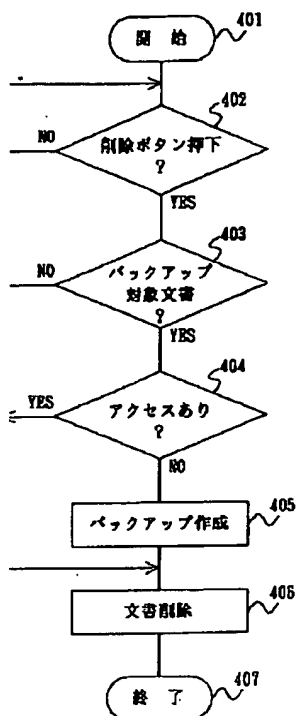 開始
401
402
NO
削除ボタン押下
?
YES
403
NO
バックアップ
対象文書
?
YES
404
YES
アクセスあり
?
NO
405
バックアップ作成
406
文書削除
407
終了